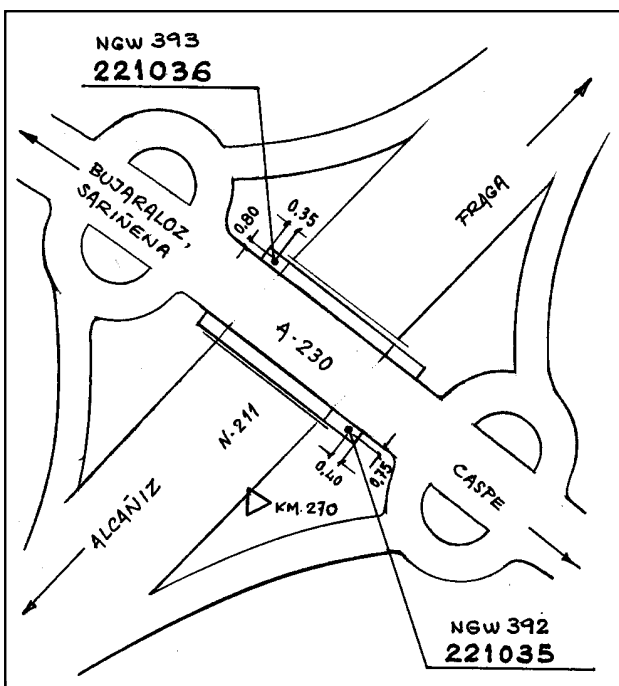 NGW 393
221036
BUJARALOZ,
SARIÑENA
FRAGA
0.80
0.35
A-230
N-211
ALCAÑIZ
0.40
0.75
KM.270
CASPE
NGW 392
221035